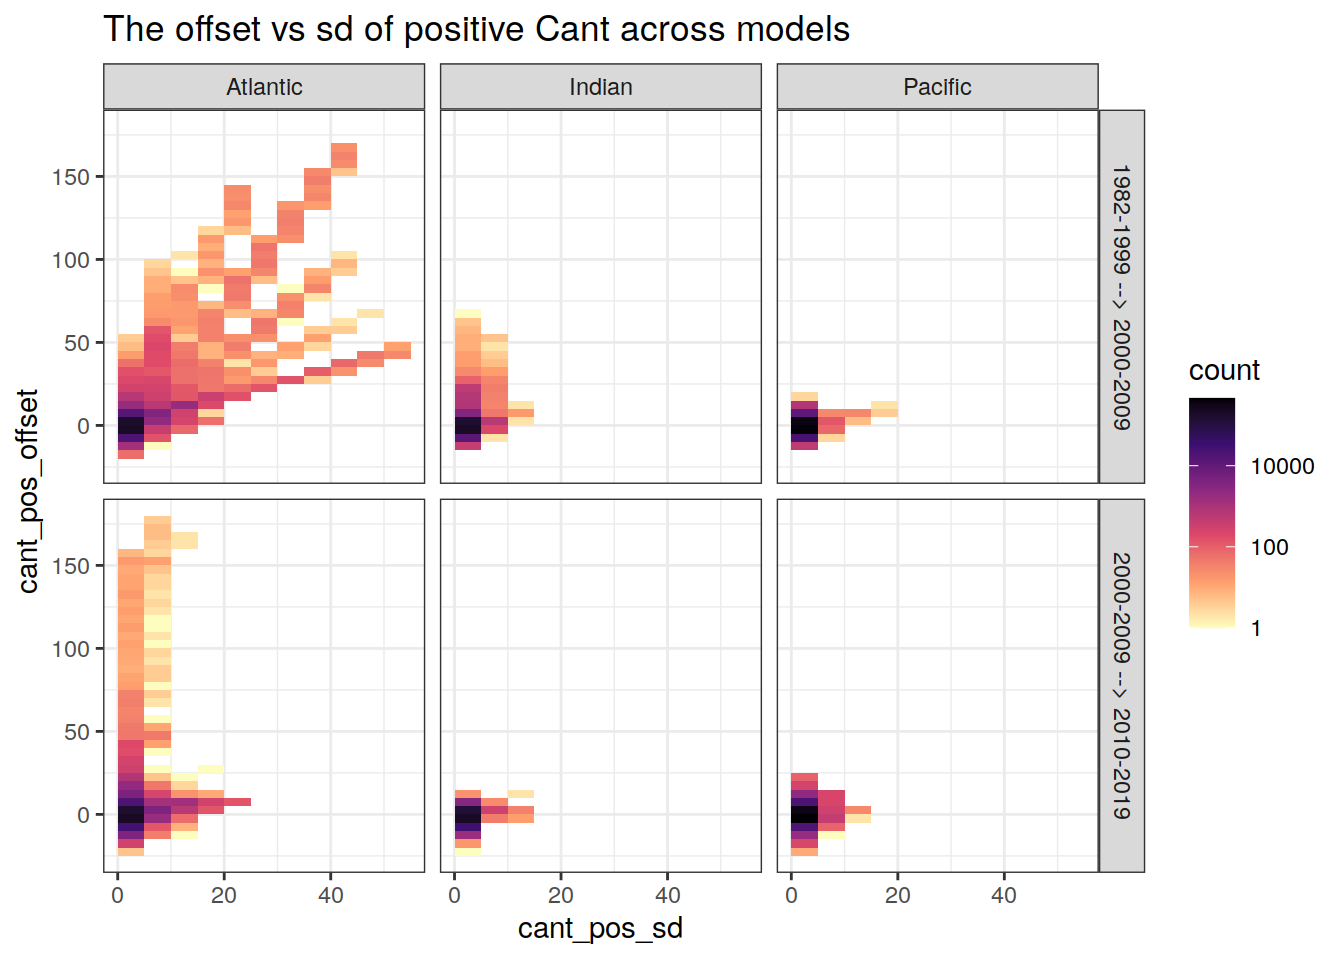 The offset vs sd of positive Cant across models
Atlantic
Indian
Pacific
150
100
50
0
1982-1999 --> 2000-2009
150
100
50
0
2000-2009 --> 2010-2019
0 20 40
0 20 40
0 20 40
cant_pos_sd
cant_pos_offset
count
10000
100
1